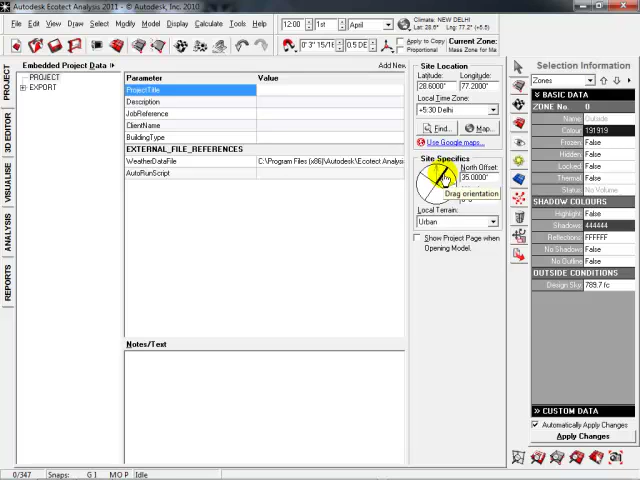 Autodesk Ecotect Analysis 2011 - © Autodesk, Inc. 2010
File Edit View Draw Select Modify Model Display Calculate Tools Help
12:00 1st April
Climate: NEW DELHI
Lat: 28.6° Lng: 77.2° (+5.5)
0' 3" 15/16
0.5 DE
Apply to Copy
Proportional
Current Zone:
Mass Zone for Ma
PROJECT
3D EDITOR
VISUALISE
ANALYSIS
REPORTS
Embedded Project Data
Add New
PROJECT
EXPORT
Parameter Value
ProjectTitle
Description
JobReference
ClientName
BuildingType
EXTERNAL_FILE_REFERENCES
WeatherDataFile C:\Program Files (x86)\Autodesk\Ecotect Analysis
AutoRunScript
Notes/Text
Site Location
Latitude: Longitude:
28.6000° 77.2000°
Local Time Zone:
+5:30 Delhi
Find... Map...
Use Google maps...
Site Specifics
North Offset:
35.0000°
Drag orientation
Local Terrain:
Urban
Show Project Page when
Opening Model.
Selection Information
Zones
BASIC DATA
ZONE No. 0
Name: Outside
Colour: 191919
Frozen: False
Hidden: False
Locked: False
Thermal: False
Status: No Volume
SHADOW COLOURS
Highlight: False
Shadows: 444444
Reflections: FFFFFF
No Shadows: False
No Outline: False
OUTSIDE CONDITIONS
Design Sky: 789.7 fc
CUSTOM DATA
Automatically Apply Changes
Apply Changes
0/347 Snaps: G I M O P Idle